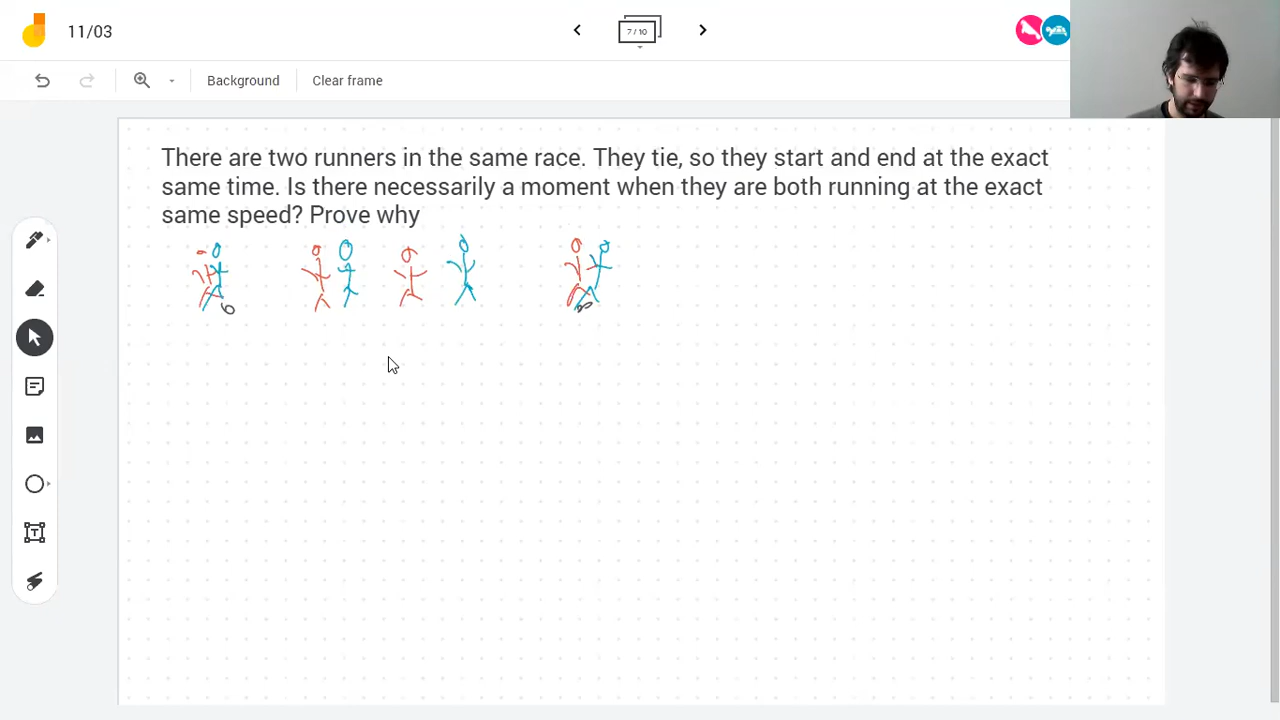 11/03
7 / 10
Background
Clear frame
There are two runners in the same race. They tie, so they start and end at the exact
same time. Is there necessarily a moment when they are both running at the exact
same speed? Prove why